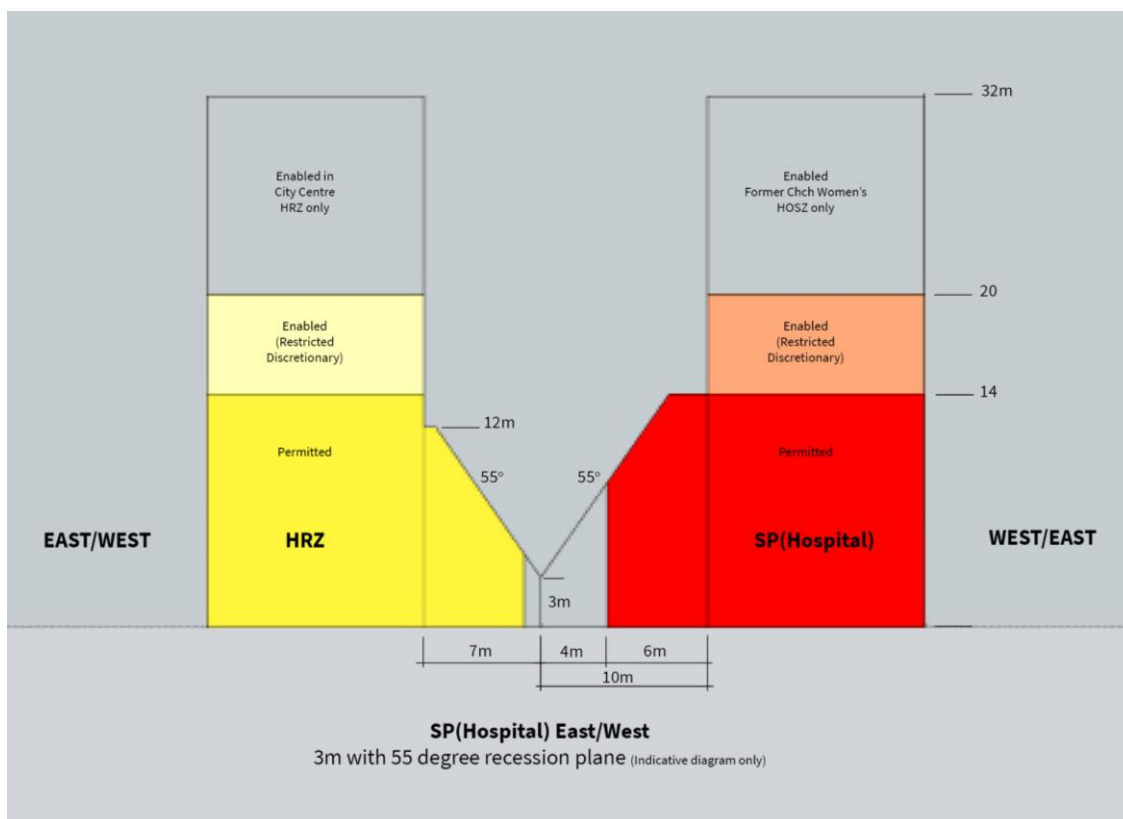 32m
Enabled in
City Centre
HRZ only
Enabled
Former Chch Women's
HOSZ only
20
Enabled
(Restricted
Discretionary)
Enabled
(Restricted
Discretionary)
14
12m
Permitted
Permitted
55°
55°
EAST/WEST
HRZ
SP(Hospital)
WEST/EAST
3m
7m
4m
6m
10m
SP(Hospital) East/West
3m with 55 degree recession plane (Indicative diagram only)